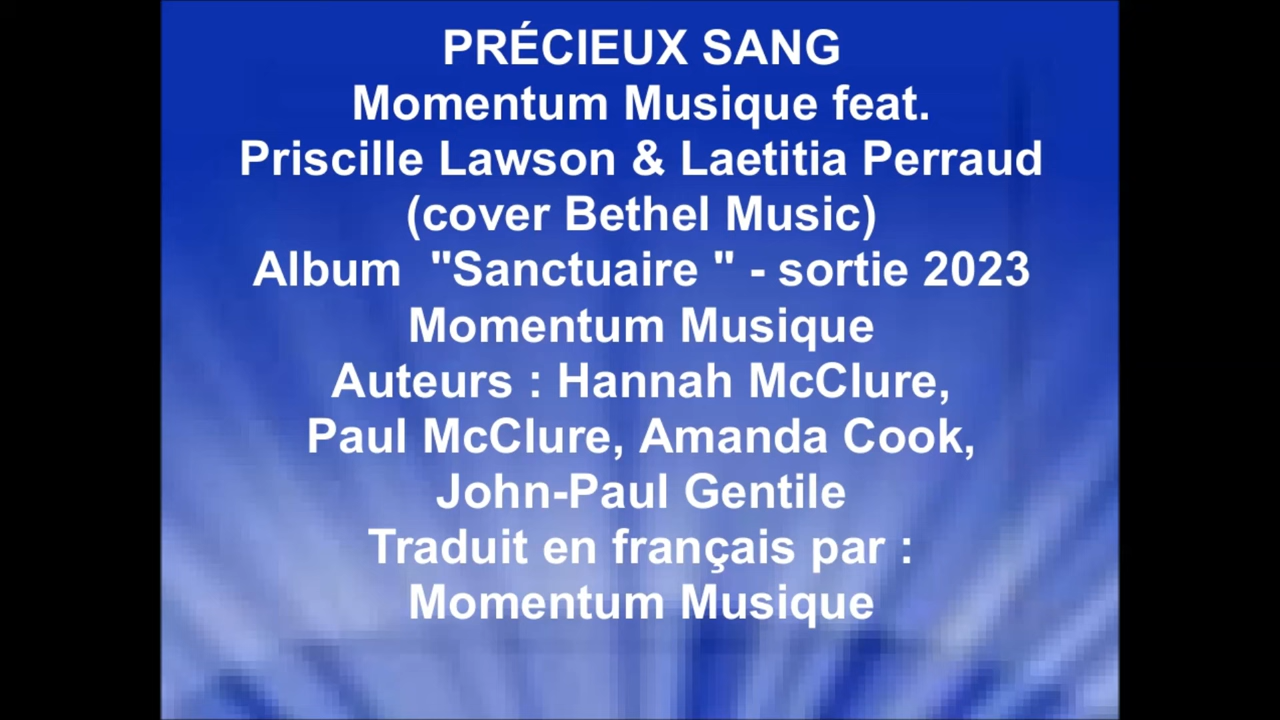 PRÉCIEUX SANG
Momentum Musique feat.
Priscille Lawson & Laetitia Perraud
(cover Bethel Music)
Album  "Sanctuaire " - sortie 2023
Momentum Musique
Auteurs : Hannah McClure,
Paul McClure, Amanda Cook,
John-Paul Gentile
Traduit en français par :
Momentum Musique